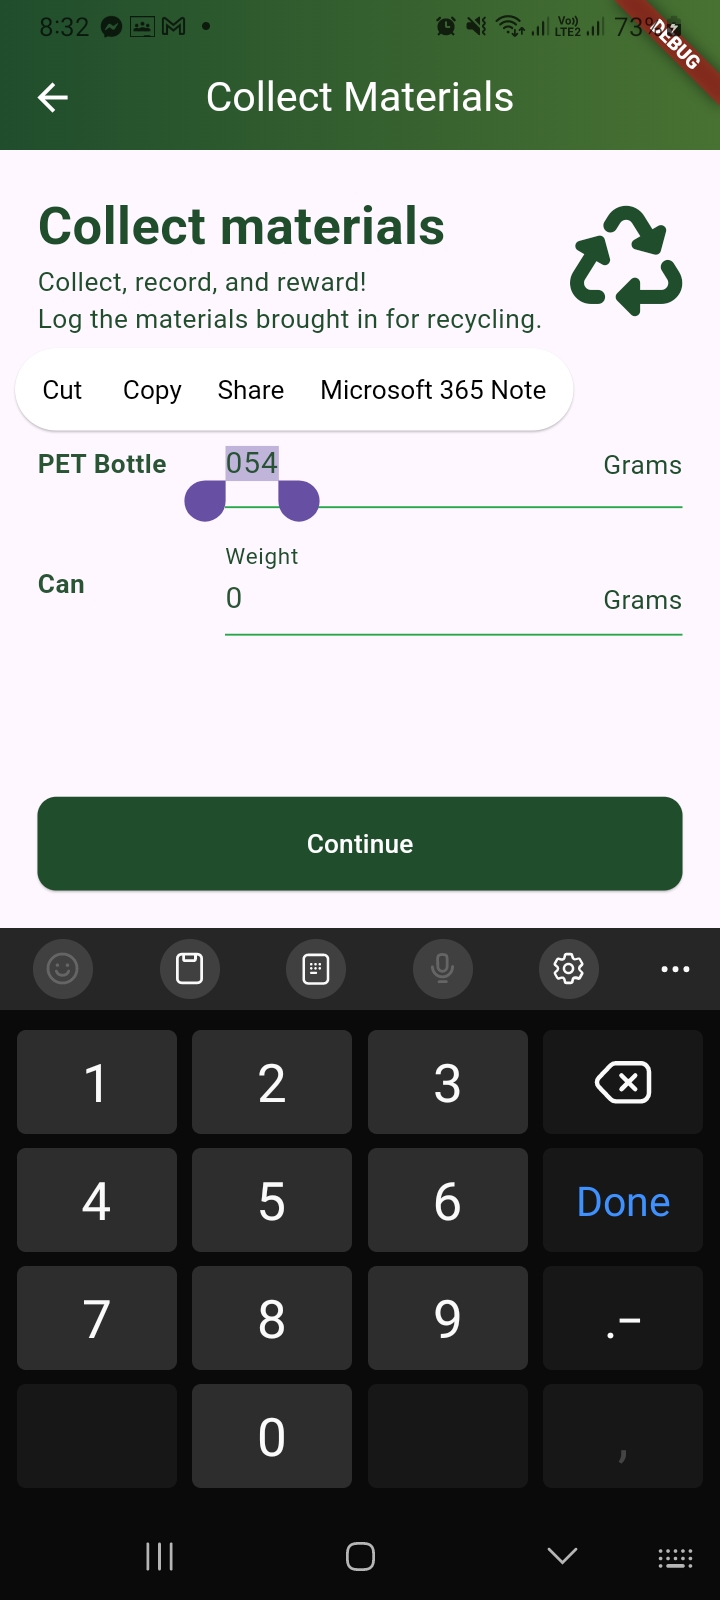 8:32 73%
DEBUG
Vo))
LTE2
Collect Materials
Collect materials
Collect, record, and reward!
Log the materials brought in for recycling.
Cut Copy Share Microsoft 365 Note
PET Bottle 054 Grams
Weight
Can 0 Grams
Continue
1 2 3
4 5 6 Done
7 8 9 .-
0 ,